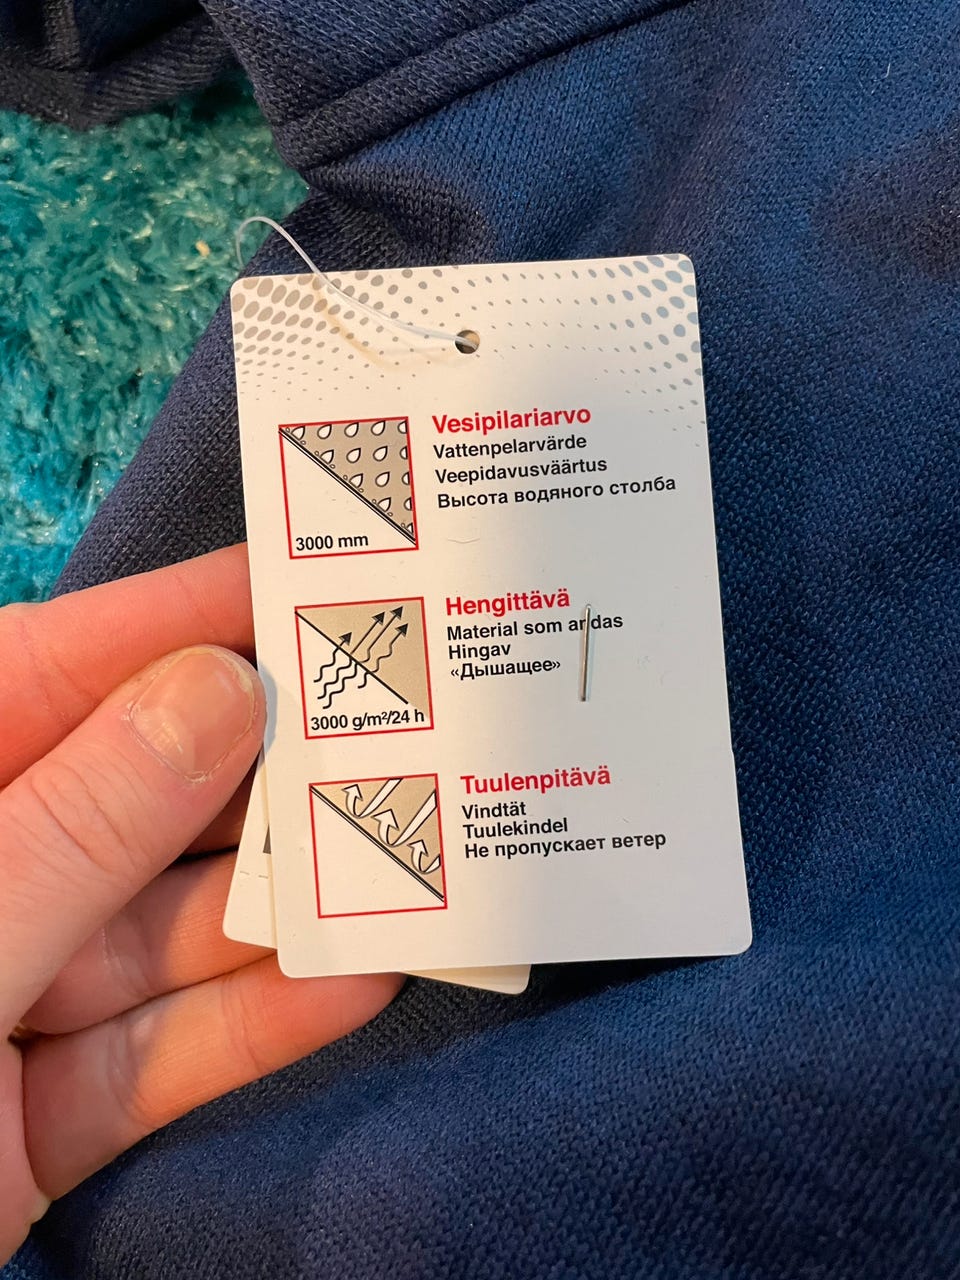 Vesipilariarvo
Vattenpelarvärde
Veepidavusväärtus
Высота водяного столба
3000 mm
Hengittävä
Material som andas
Hingav
«Дышащее»
3000 g/m²/24 h
Tuulenpitävä
Vindtät
Tuulekindel
Не пропускает ветер